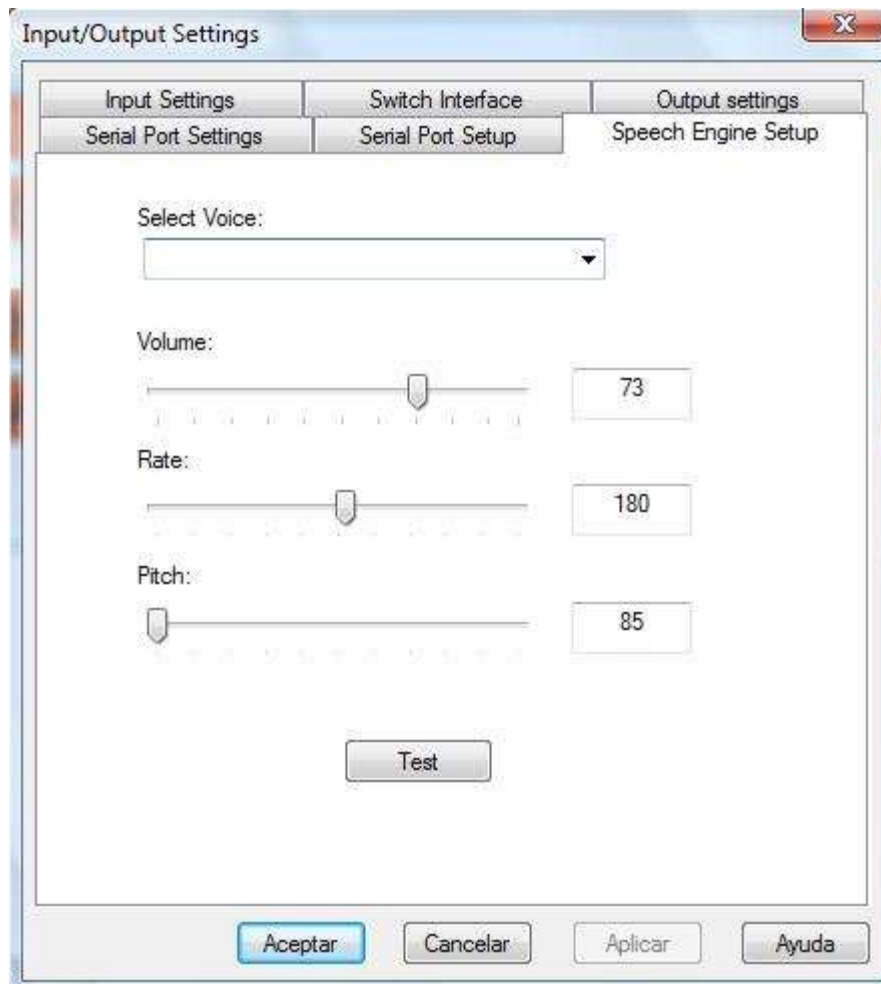 Input/Output Settings
Input Settings Switch Interface Output settings
Serial Port Settings Serial Port Setup Speech Engine Setup
Select Voice:
Volume:
73
Rate:
180
Pitch:
85
Test
Aceptar Cancelar Aplicar Ayuda